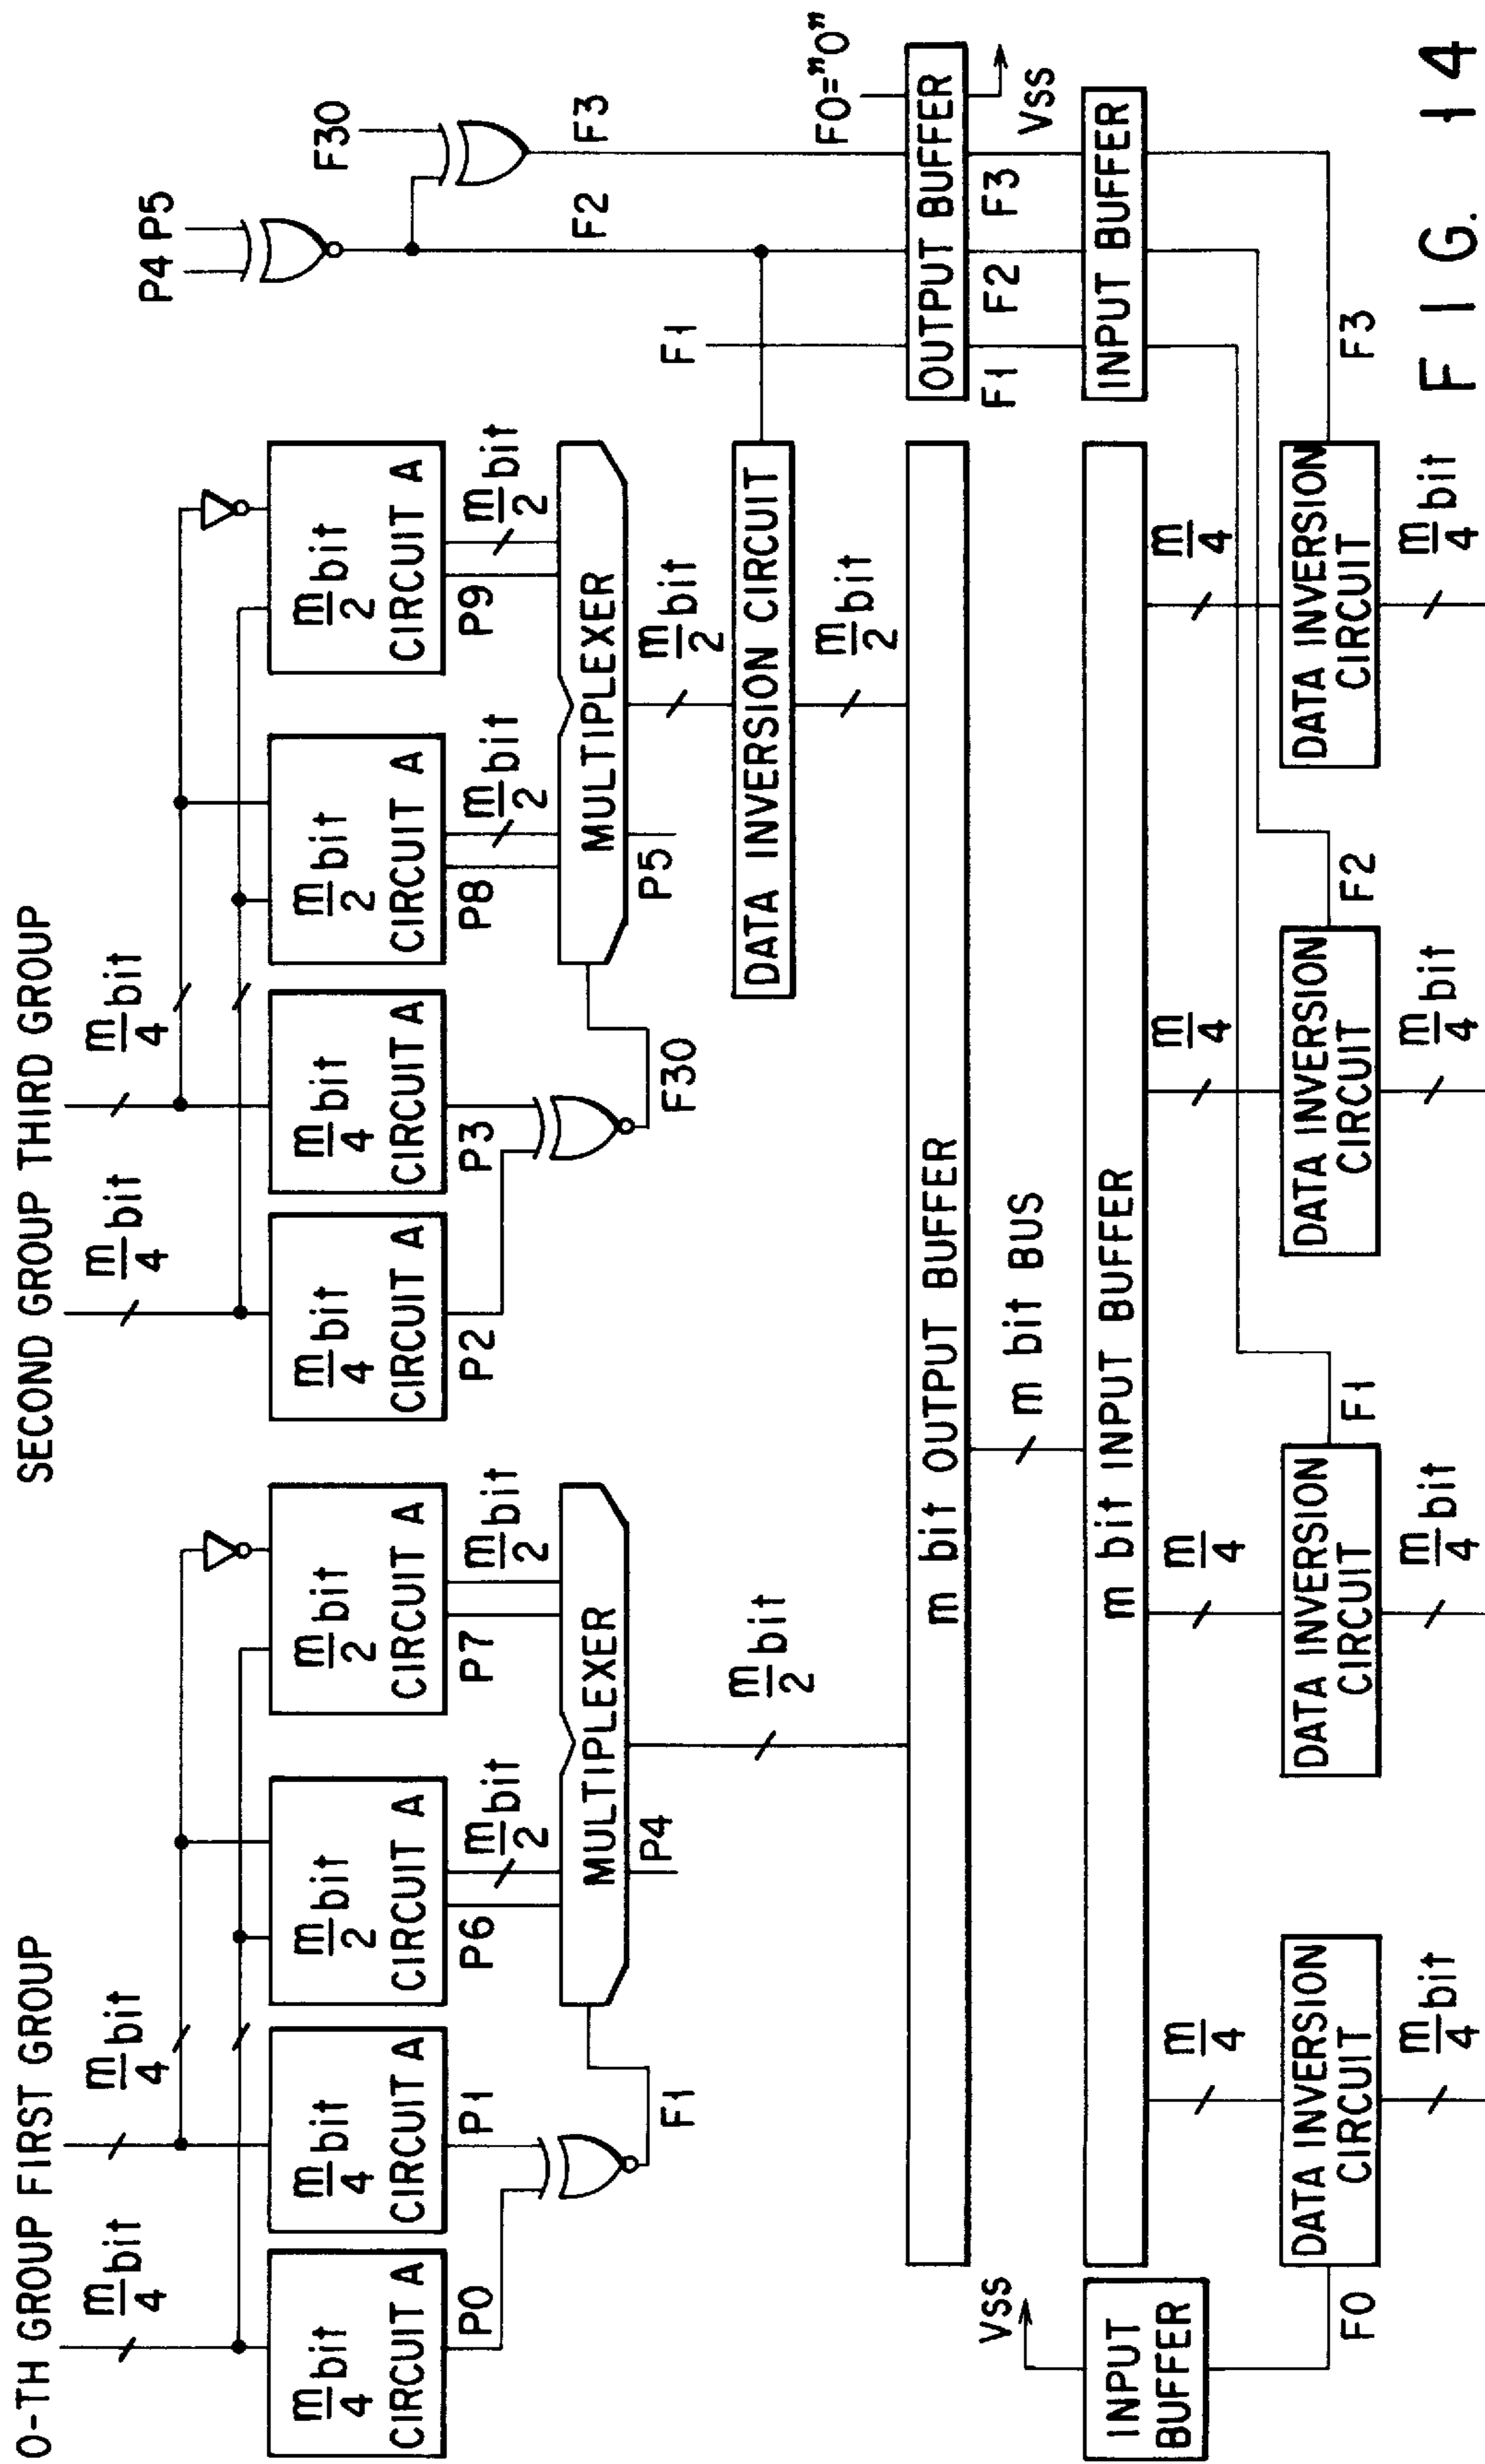 0-TH GROUP FIRST GROUP
SECOND GROUP THIRD GROUP
m/4 bit
m/4 bit
m/4 bit
m/4 bit
P4 P5
F30
m/4 bit
CIRCUIT A
m/4 bit
CIRCUIT A
m/2 bit
CIRCUIT A
m/2 bit
CIRCUIT A
m/4 bit
CIRCUIT A
m/4 bit
CIRCUIT A
m/2 bit
CIRCUIT A
m/2 bit
CIRCUIT A
P0
P1
P6
m/2 bit
P7
m/2 bit
P2
P3
P8
m/2 bit
P9
m/2 bit
F1
MULTIPLEXER
P4
F30
MULTIPLEXER
P5
F1
F2
F3
m/2 bit
m/2 bit
DATA INVERSION CIRCUIT
m/2 bit
F0="0"
m bit OUTPUT BUFFER
OUTPUT BUFFER
VSS
m bit BUS
F1
F2
F3
VSS
INPUT
BUFFER
m bit INPUT BUFFER
INPUT BUFFER
m/4
m/4
m/4
m/4
F0
DATA INVERSION
CIRCUIT
DATA INVERSION
CIRCUIT
F1
DATA INVERSION
CIRCUIT
F2
DATA INVERSION
CIRCUIT
F3
m/4 bit
m/4 bit
m/4 bit
m/4 bit
FIG. 14